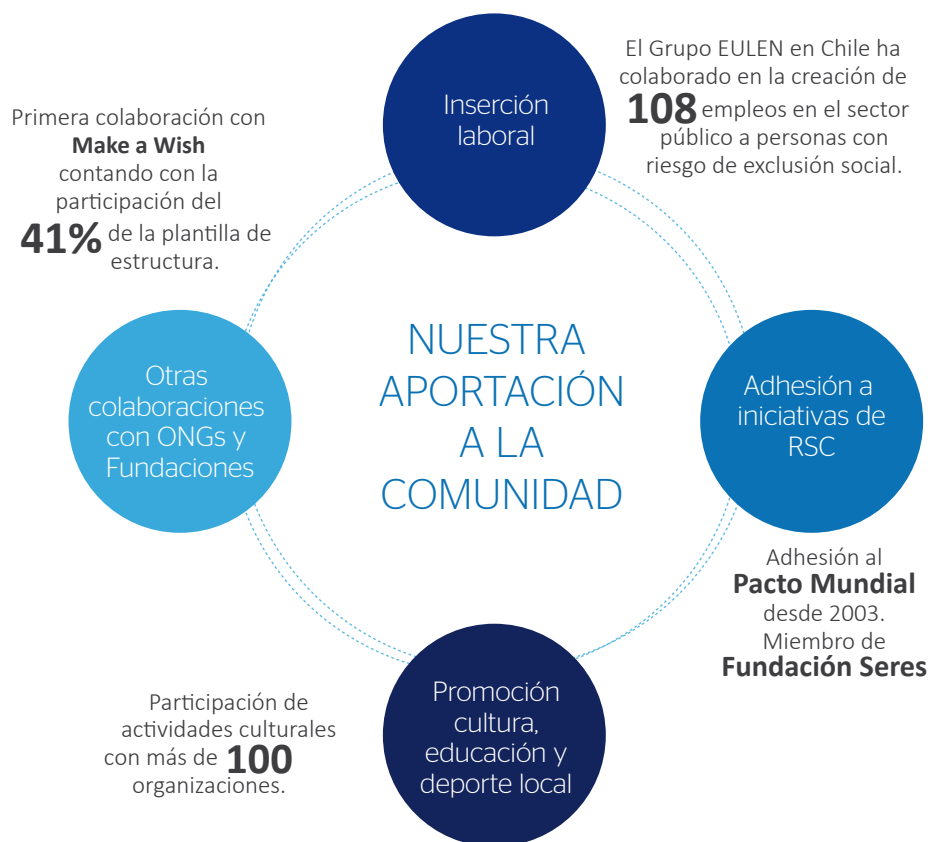 Inserción
laboral
El Grupo EULEN en Chile ha
colaborado en la creación de
108 empleos en el sector
público a personas con
riesgo de exclusión social.
Primera colaboración con
Make a Wish
contando con la
participación del
41% de la plantilla de
estructura.
NUESTRA
APORTACIÓN
A LA
COMUNIDAD
Otras
colaboraciones
con ONGs y
Fundaciones
Adhesión a
iniciativas de
RSC
Adhesión al
Pacto Mundial
desde 2003.
Miembro de
Fundación Seres
Promoción
cultura,
educación y
deporte local
Participación de
actividades culturales
con más de 100
organizaciones.